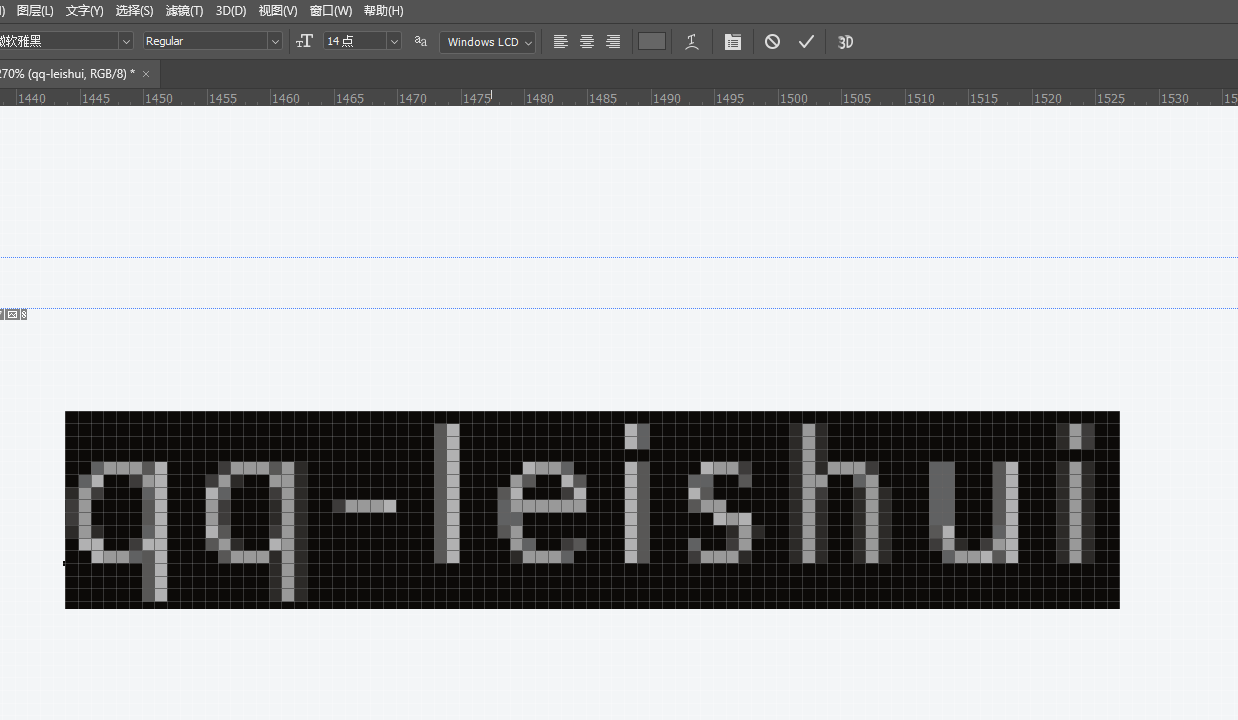 图层(L) 文字(Y) 选择(S) 滤镜(T) 3D(D) 视图(V) 窗口(W) 帮助(H)
软雅黑 Regular 14 点 aa Windows LCD 3D
270% (qq-leishui, RGB/8) * ×
1440 1445 1450 1455 1460 1465 1470 1475 1480 1485 1490 1495 1500 1505 1510 1515 1520 1525 1530
qq-leishui